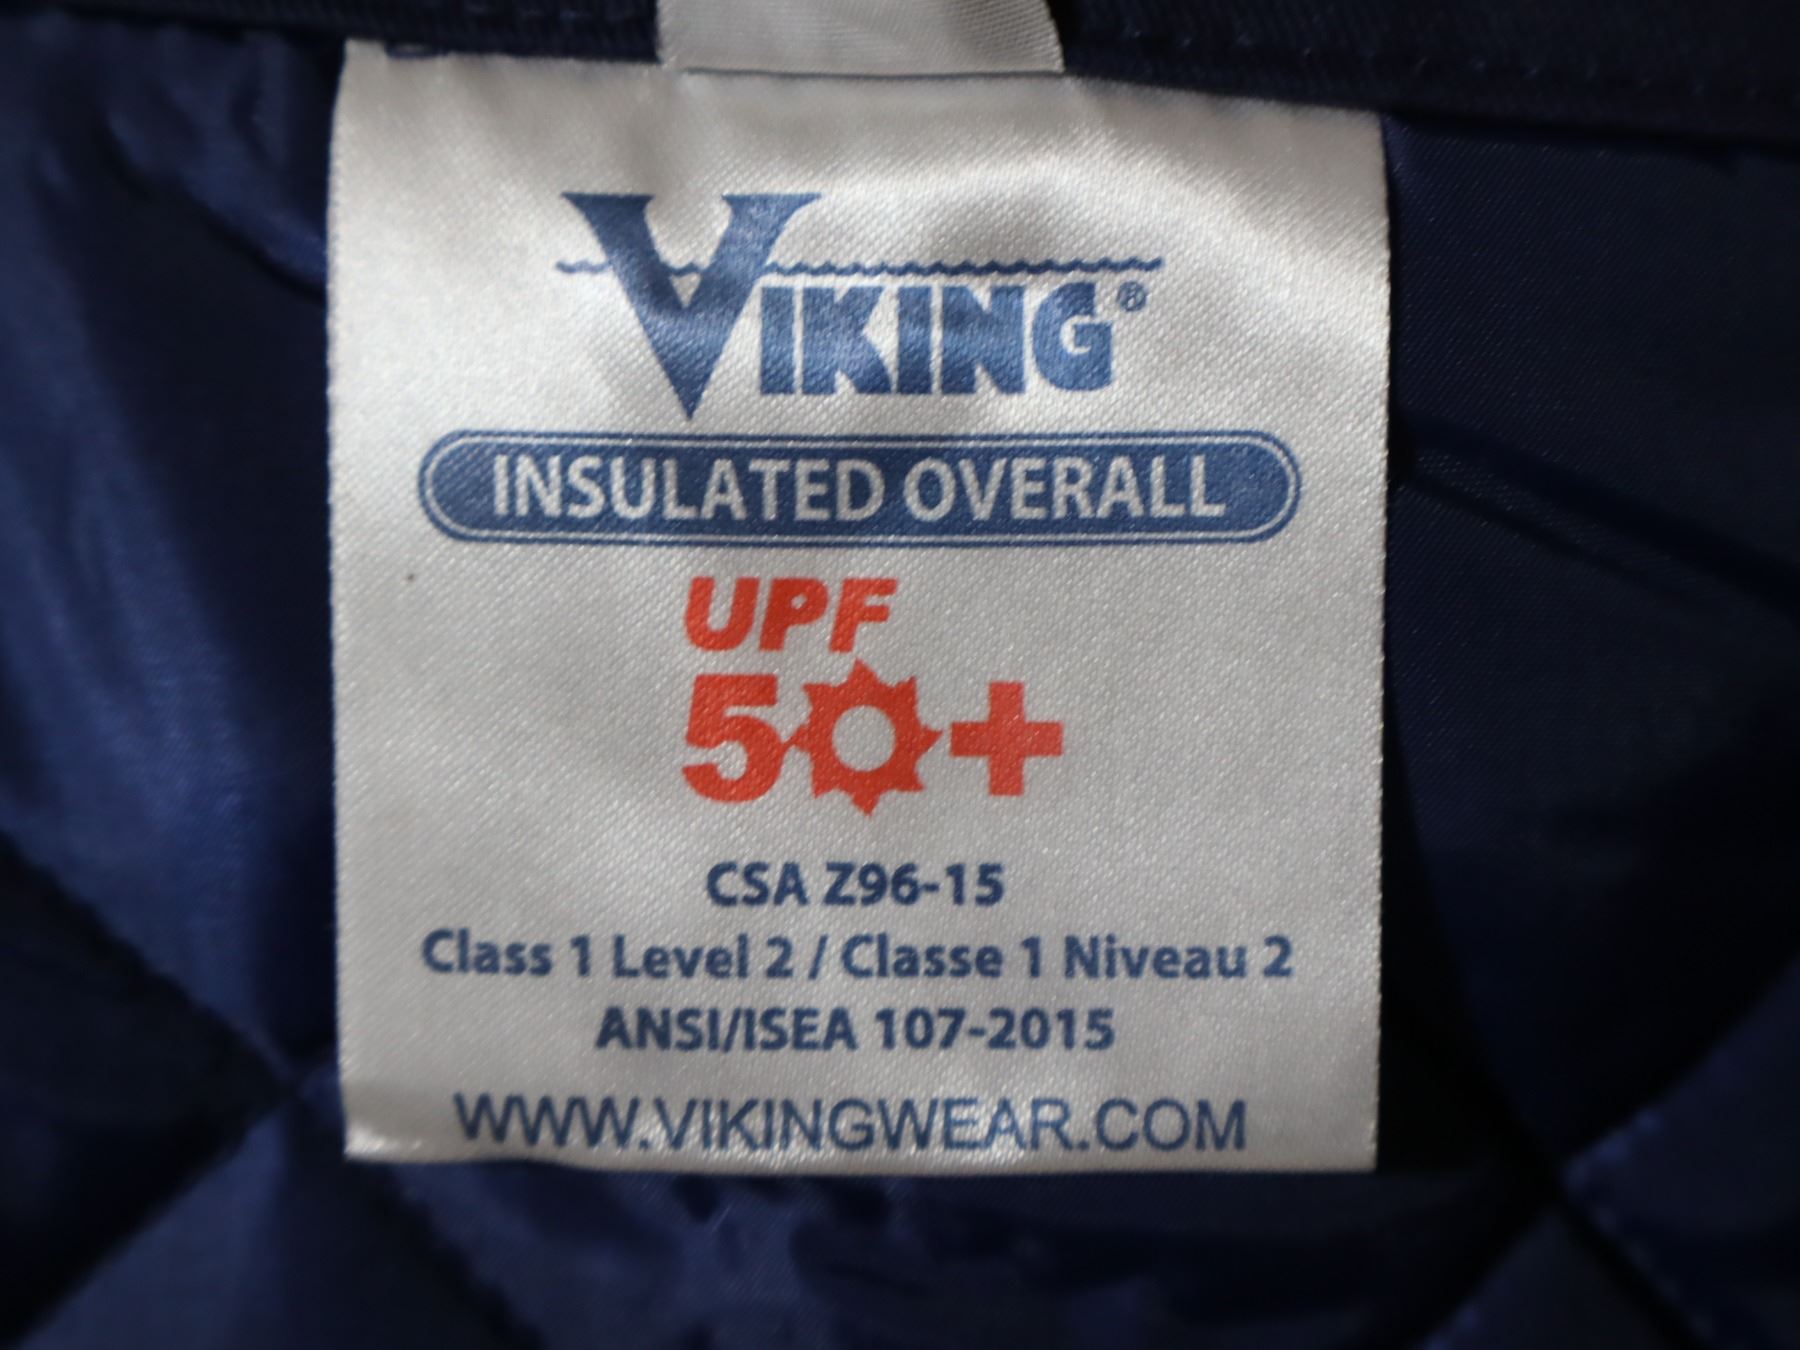 VIKING®
INSULATED OVERALL
UPF
50+
CSA Z96-15
Class 1 Level 2 / Classe 1 Niveau 2
ANSI/ISEA 107-2015
WWW.VIKINGWEAR.COM